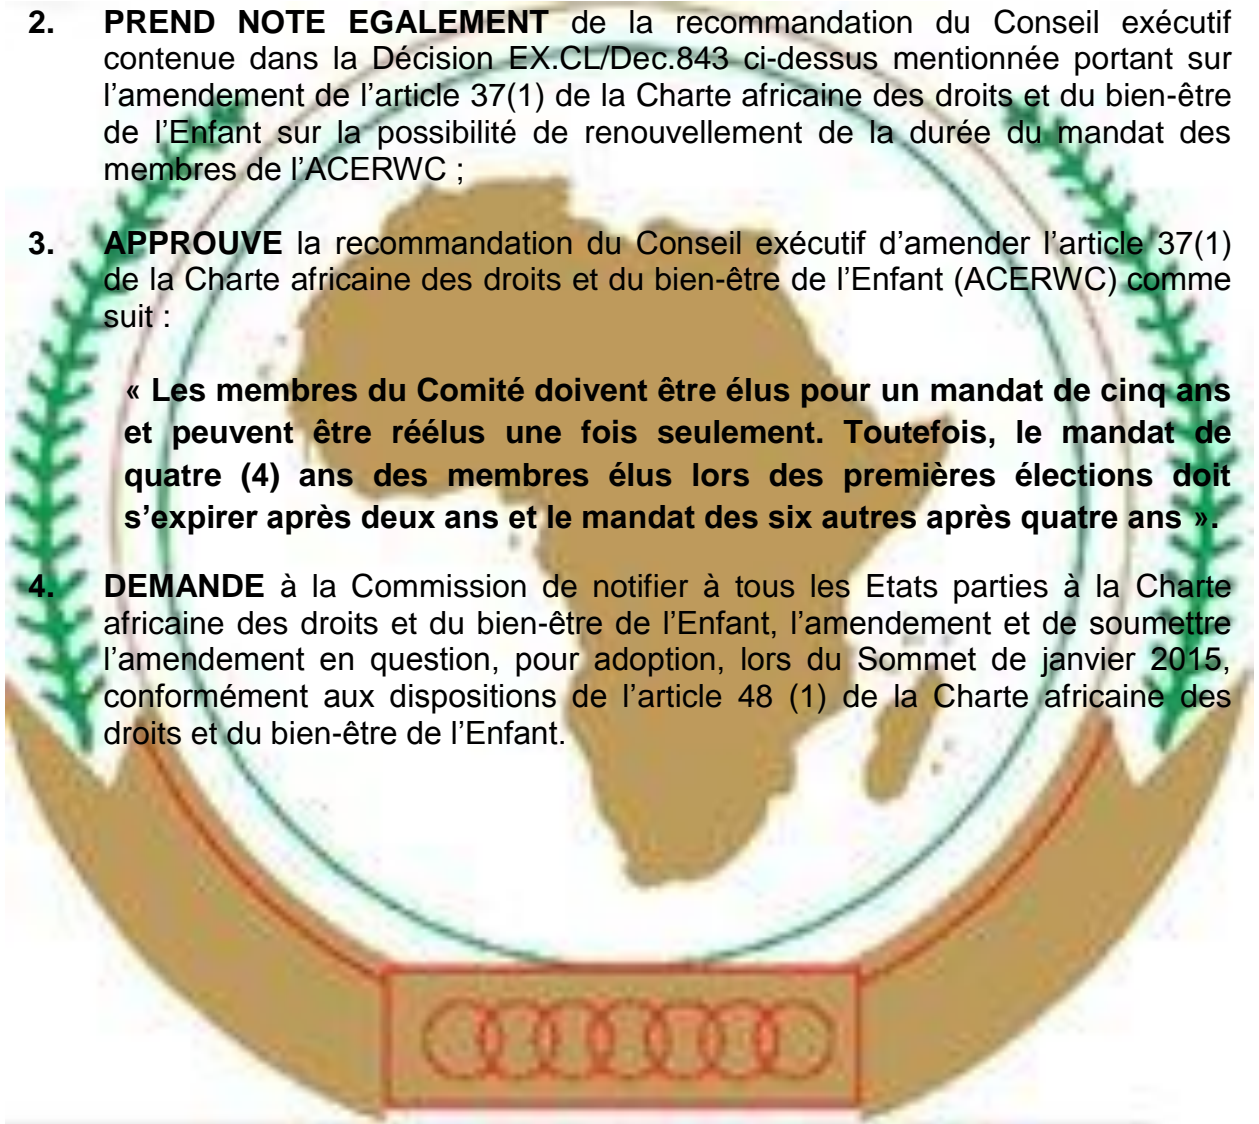 2. PREND NOTE EGALEMENT de la recommandation du Conseil exécutif
contenue dans la Décision EX.CL/Dec.843 ci-dessus mentionnée portant sur
l’amendement de l’article 37(1) de la Charte africaine des droits et du bien-être
de l’Enfant sur la possibilité de renouvellement de la durée du mandat des
membres de l’ACERWC ;
3. APPROUVE la recommandation du Conseil exécutif d’amender l’article 37(1)
de la Charte africaine des droits et du bien-être de l’Enfant (ACERWC) comme
suit :
« Les membres du Comité doivent être élus pour un mandat de cinq ans
et peuvent être réélus une fois seulement. Toutefois, le mandat de
quatre (4) ans des membres élus lors des premières élections doit
s’expirer après deux ans et le mandat des six autres après quatre ans ».
4. DEMANDE à la Commission de notifier à tous les Etats parties à la Charte
africaine des droits et du bien-être de l’Enfant, l’amendement et de soumettre
l’amendement en question, pour adoption, lors du Sommet de janvier 2015,
conformément aux dispositions de l’article 48 (1) de la Charte africaine des
droits et du bien-être de l’Enfant.